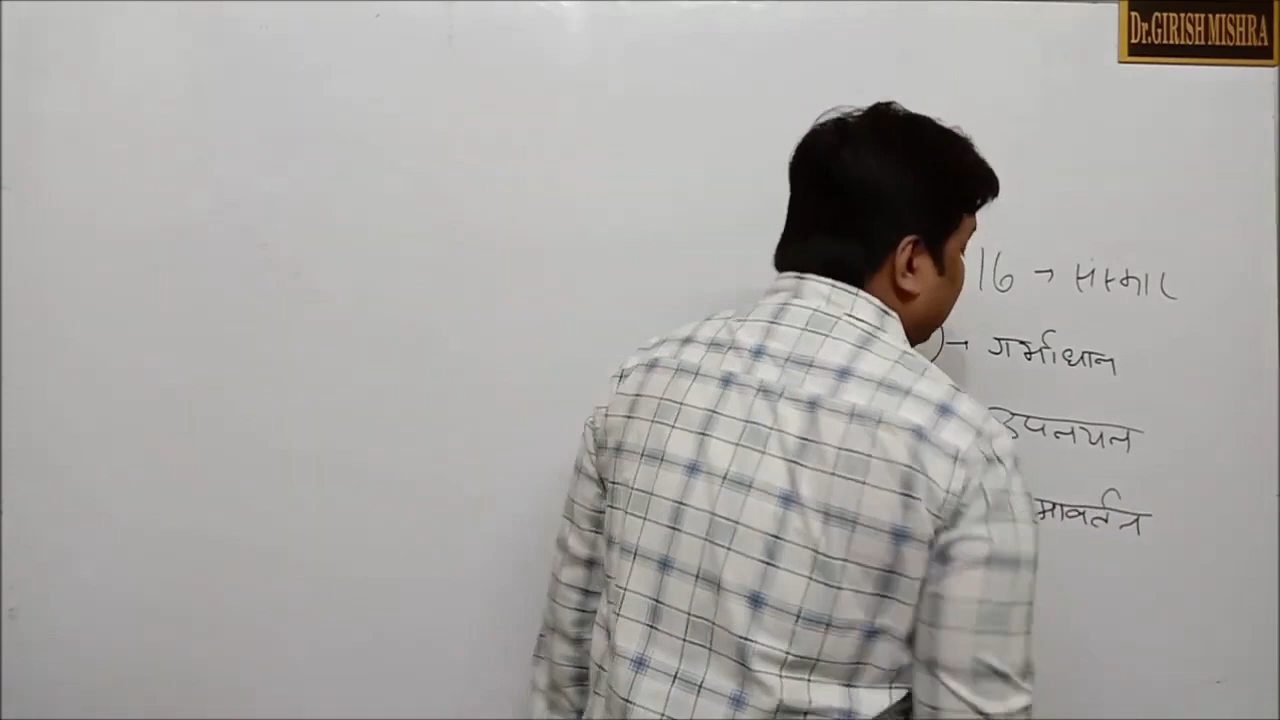 Dr.GIRISH MISHRA
16 → संस्कार
→ गर्भाधान
उपनयन
मावर्तन